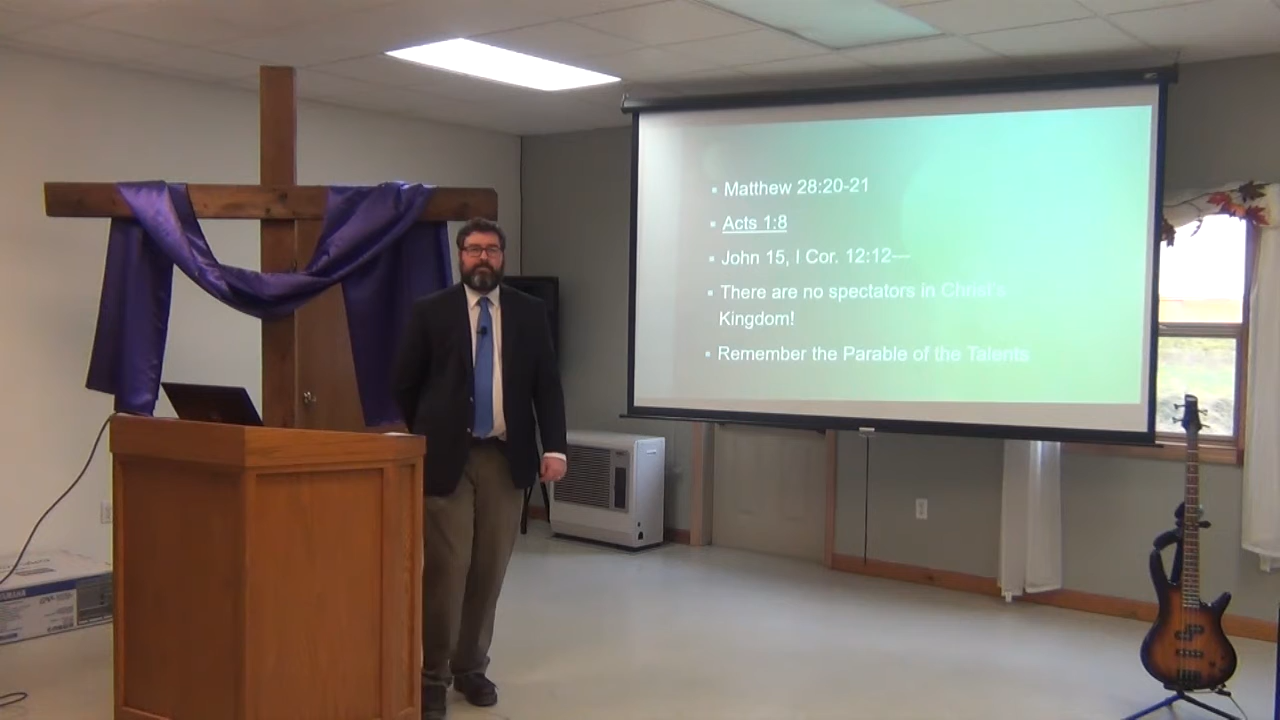 Matthew 28:20-21
Acts 1:8
John 15, I Cor. 12:12—
There are no spectators in Christ's
Kingdom!
Remember the Parable of the Talents